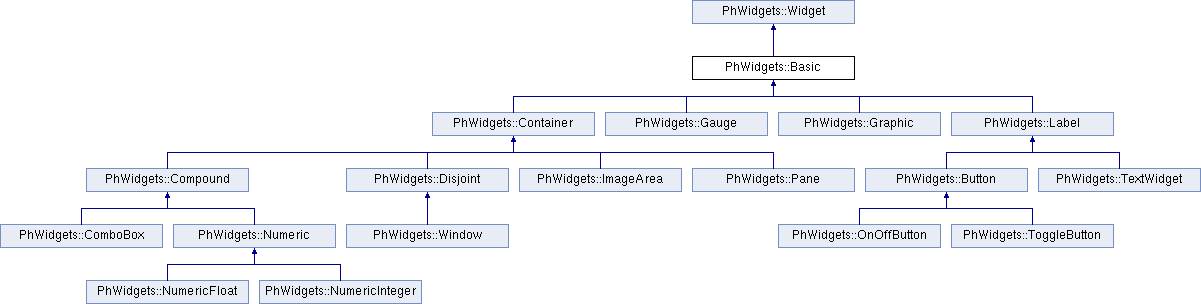 PhWidgets::Widget
PhWidgets::Basic
PhWidgets::Container
PhWidgets::Gauge
PhWidgets::Graphic
PhWidgets::Label
PhWidgets::Compound
PhWidgets::Disjoint
PhWidgets::ImageArea
PhWidgets::Pane
PhWidgets::Button
PhWidgets::TextWidget
PhWidgets::ComboBox
PhWidgets::Numeric
PhWidgets::Window
PhWidgets::OnOffButton
PhWidgets::ToggleButton
PhWidgets::NumericFloat
PhWidgets::NumericInteger